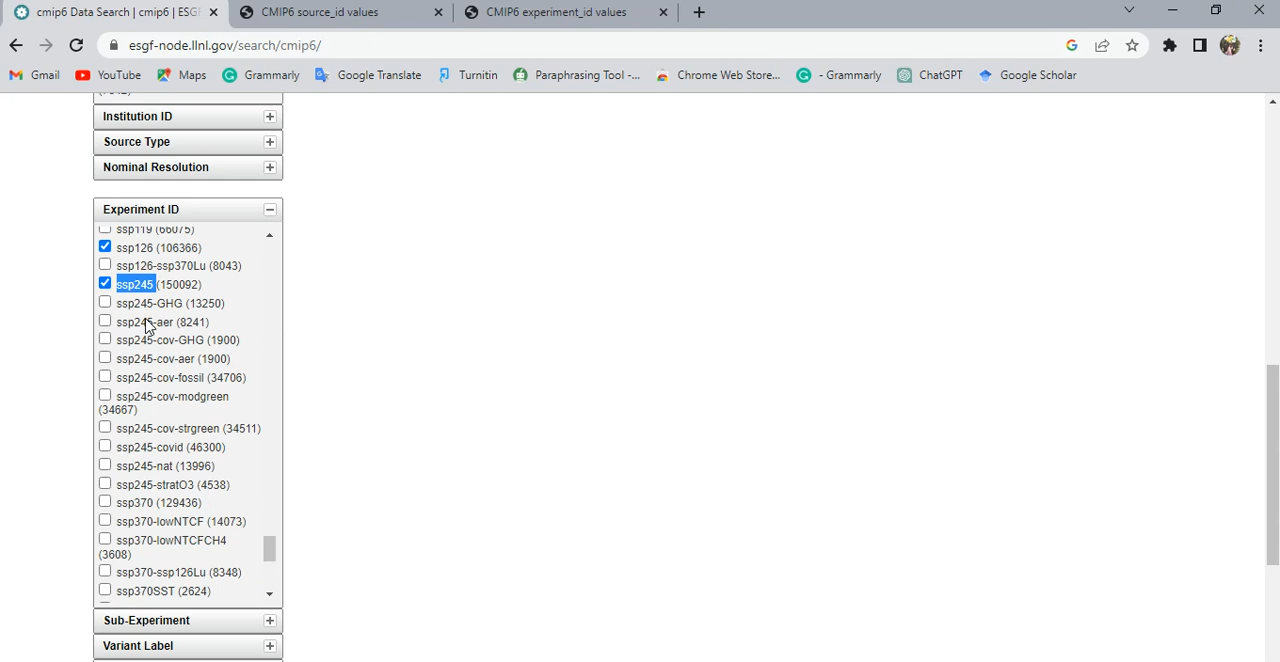 cmip6 Data Search | cmip6 | ESGF
CMIP6 source_id values
CMIP6 experiment_id values
esgf-node.llnl.gov/search/cmip6/
Gmail
YouTube
Maps
Grammarly
Google Translate
Turnitin
Paraphrasing Tool -...
Chrome Web Store...
- Grammarly
ChatGPT
Google Scholar
Institution ID
Source Type
Nominal Resolution
Experiment ID
ssp119 (66075)
ssp126 (106366)
ssp126-ssp370Lu (8043)
ssp245 (150092)
ssp245-GHG (13250)
ssp245-aer (8241)
ssp245-cov-GHG (1900)
ssp245-cov-aer (1900)
ssp245-cov-fossil (34706)
ssp245-cov-modgreen
(34667)
ssp245-cov-strgreen (34511)
ssp245-covid (46300)
ssp245-nat (13996)
ssp245-stratO3 (4538)
ssp370 (129436)
ssp370-lowNTCF (14073)
ssp370-lowNTCFCH4
(3608)
ssp370-ssp126Lu (8348)
ssp370SST (2624)
Sub-Experiment
Variant Label